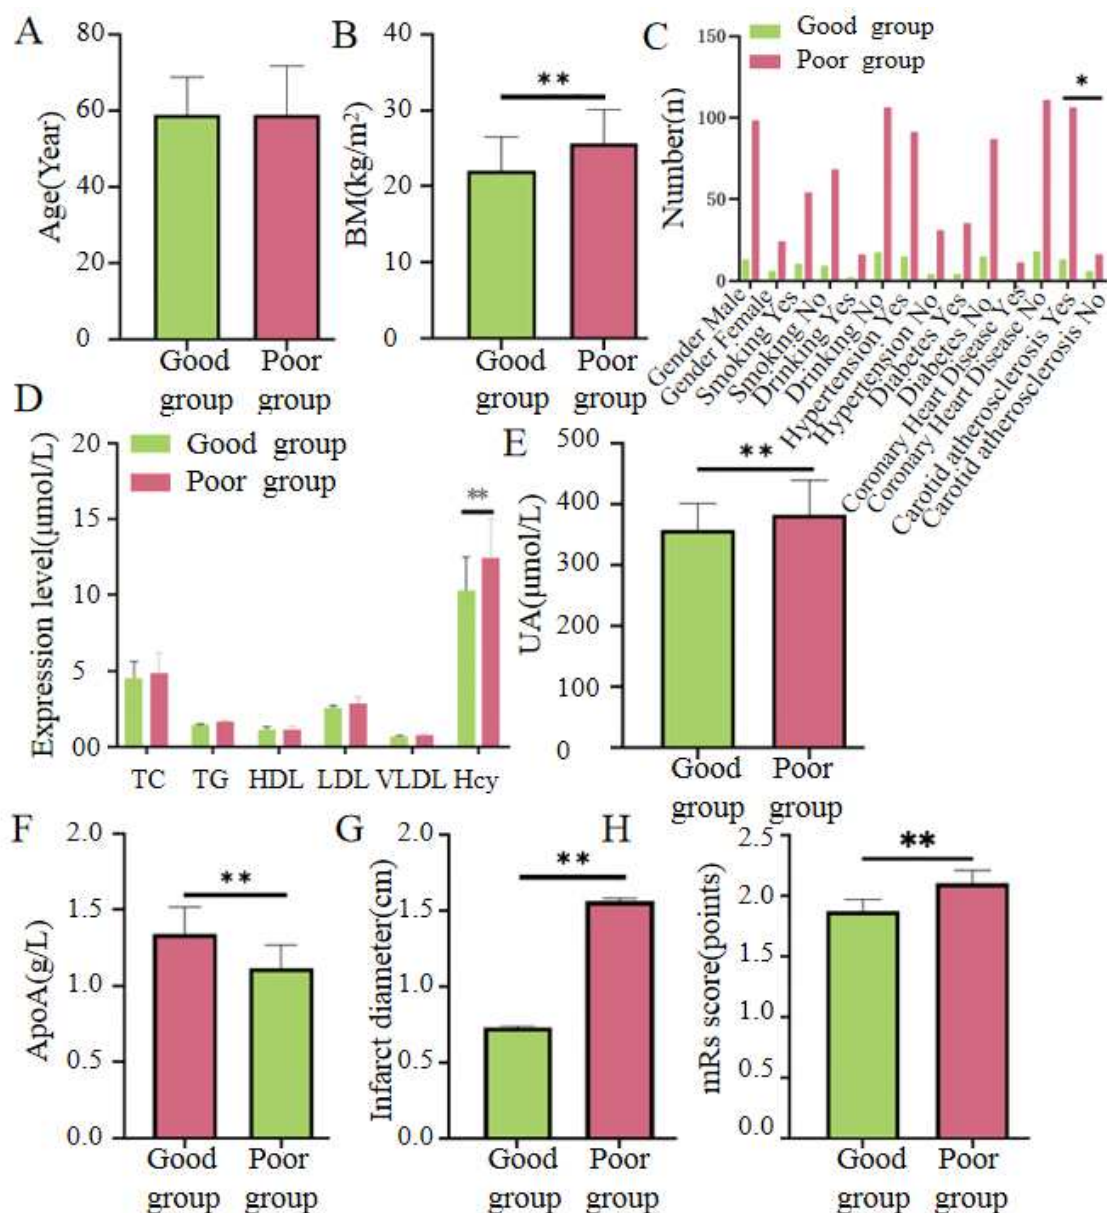 A
Age(Year)
80
60
40
20
0
Good group
Poor group
B
BM(kg/m²)
40
30
20
10
0
**
Good group
Poor group
C
Good group
Poor group
Number(n)
150
100
50
0
*
Gender Male
Gender Female
Smoking Yes
Smoking No
Drinking Yes
Drinking No
Hypertension Yes
Hypertension No
Diabetes Yes
Diabetes No
Coronary Heart Disease Yes
Coronary Heart Disease No
Carotid atherosclerosis Yes
Carotid atherosclerosis No
D
Good group
Poor group
Expression level(μmol/L)
20
15
10
5
00
**
TC
TG
HDL
LDL
VLDL
Hcy
E
UA(μmol/L)
500
400
300
200
100
0
**
Good group
Poor group
F
ApoA(g/L)
2.0
1.5
1.0
0.5
0.0
**
Good group
Poor group
G
Infarct diameter(cm)
2.0
1.5
1.0
0.5
0.0
**
Good group
Poor group
H
mRs score(points)
2.5
2.0
1.5
1.0
0.5
0.0
**
Good group
Poor group